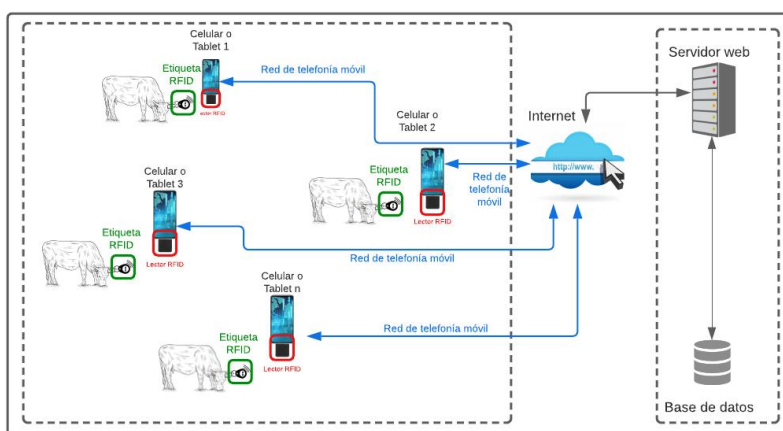 Celular o
Tablet 1
Etiqueta
RFID
ector RFID
Red de telefonía móvil
Celular o
Tablet 2
Etiqueta
RFID
Lector RFID
Red de
telefonía
móvil
Celular o
Tablet 3
Etiqueta
RFID
Lector RFID
Red de telefonía móvil
Celular o
Tablet n
Etiqueta
RFID
Lector RFID
Red de telefonía móvil
Internet
http://www.
Servidor web
Base de datos